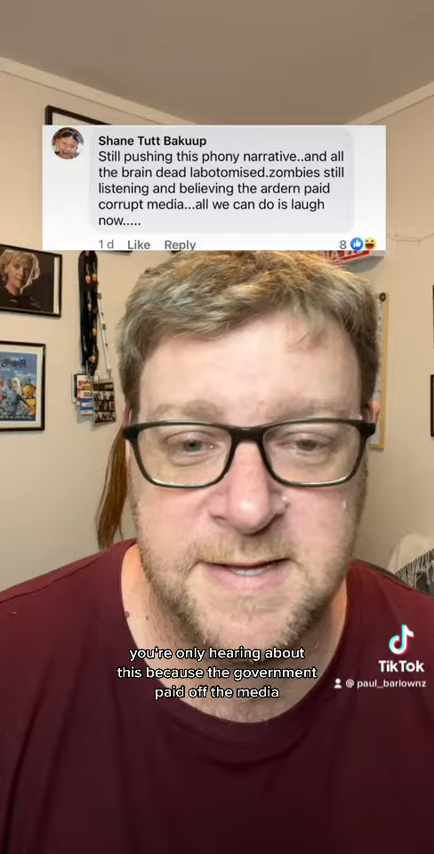 Shane Tutt Bakuup
Still pushing this phony narrative..and all
the brain dead labotomised.zombies still
listening and believing the ardern paid
corrupt media...all we can do is laugh
now.....
1 d Like Reply 8
you're only hearing about
this because the government
paid off the media
TikTok
@ paul_barlownz